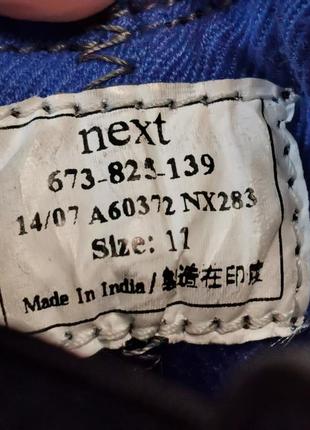 next
673-825-139
14/07 A60372 NX283
Size: 11
Made In India / 製造在印度